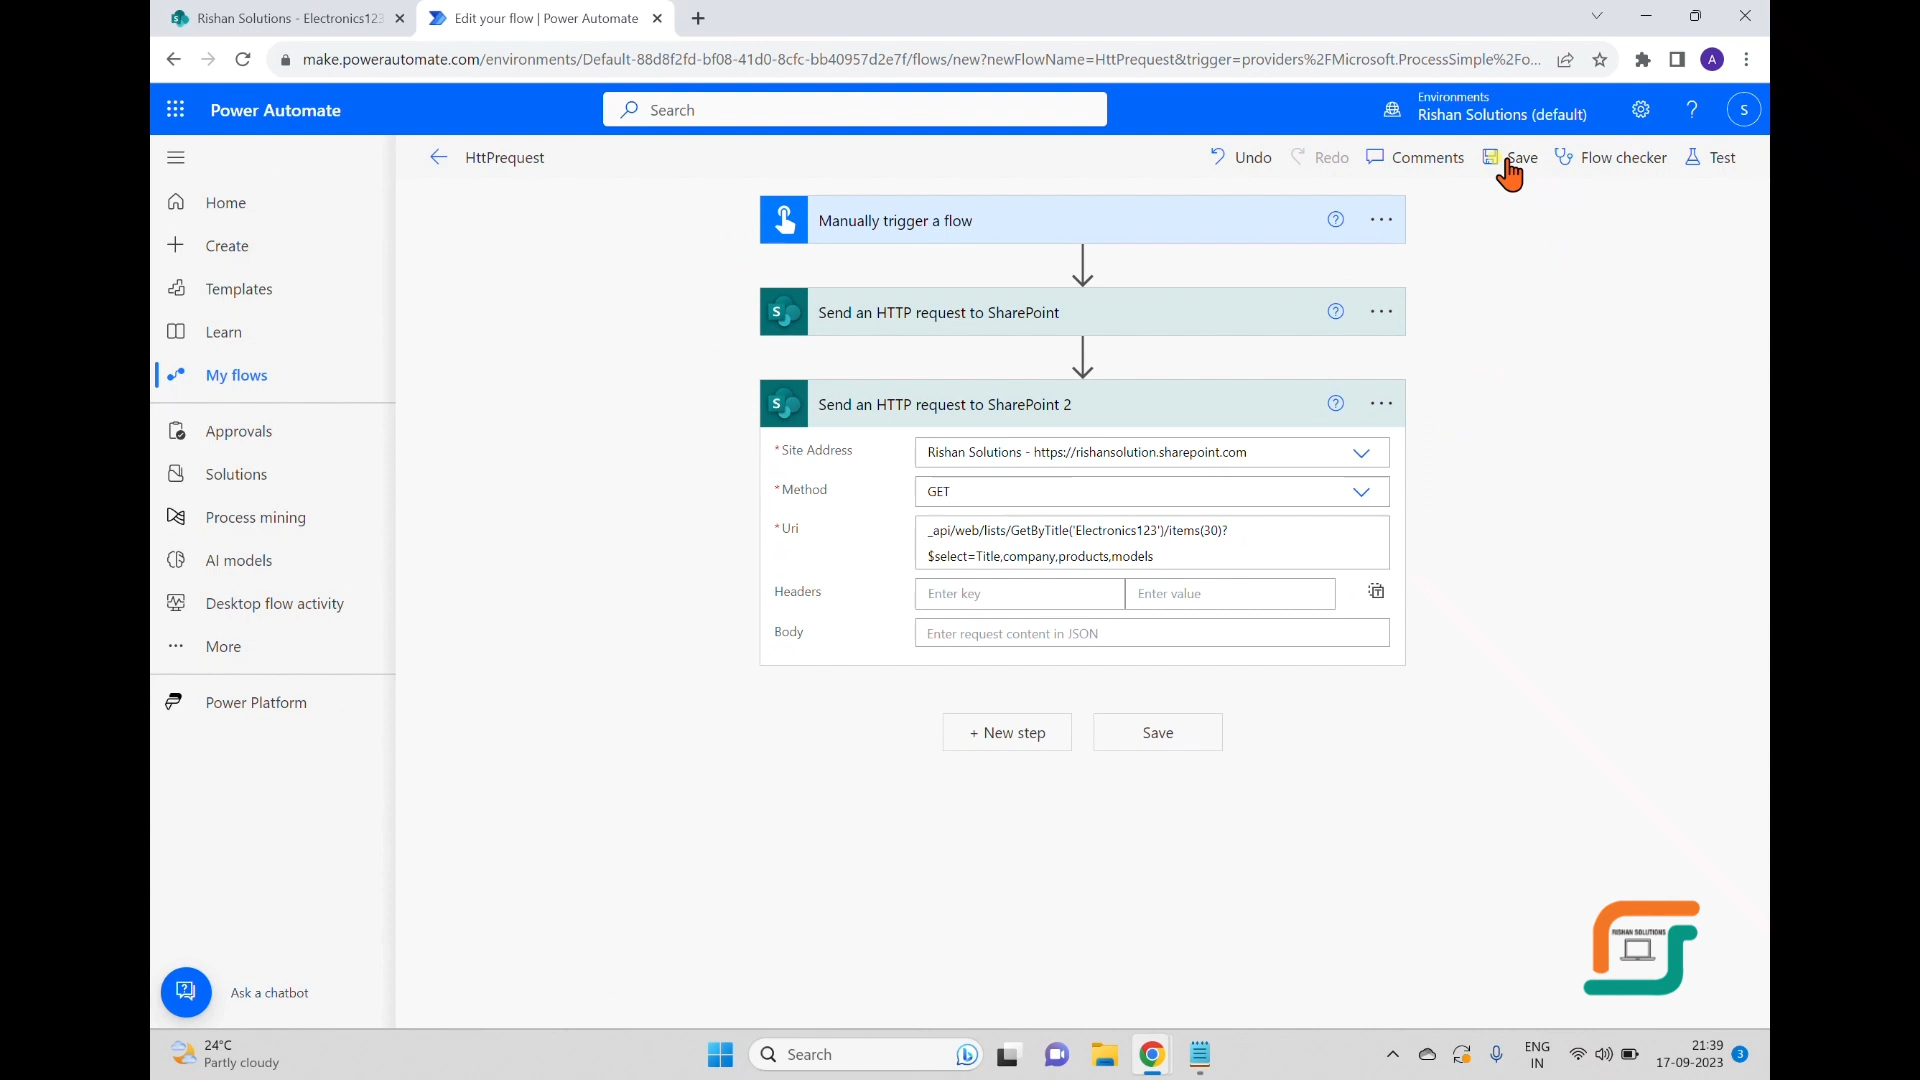 Rishan Solutions - Electronics123
Edit your flow | Power Automate
make.powerautomate.com/environments/Default-88d8f2fd-bf08-41d0-8cfc-bb40957d2e7f/flows/new?newFlowName=HttPrequest&trigger=providers%2FMicrosoft.ProcessSimple%2Fo...
A
Power Automate
Search
Environments
Rishan Solutions (default)
?
S
HttPrequest
Undo
Redo
Comments
Save
Flow checker
Test
Home
Create
Templates
Learn
My flows
Approvals
Solutions
Process mining
AI models
Desktop flow activity
More
Power Platform
Ask a chatbot
Manually trigger a flow
Send an HTTP request to SharePoint
Send an HTTP request to SharePoint 2
* Site Address
Rishan Solutions - https://rishansolution.sharepoint.com
* Method
GET
* Uri
_api/web/lists/GetByTitle('Electronics123')/items(30)?
$select=Title,company,products,models
Headers
Enter key
Enter value
Body
Enter request content in JSON
+ New step
Save
RISHAN SOLUTIONS
24°C
Partly cloudy
Search
ENG
IN
21:39
17-09-2023
3